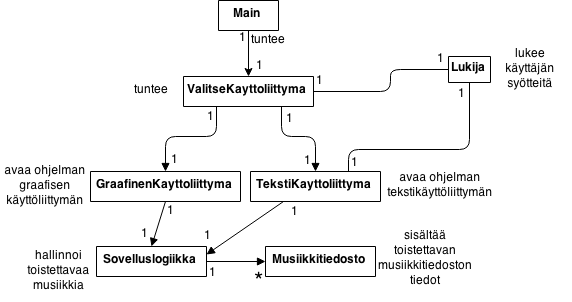 Main
1
tuntee
1
tuntee
ValitseKayttoliittyma
1
1
Lukija
1
lukee
käyttäjän
syötteitä
1
1
1
1
1
avaa ohjelman
graafisen
käyttöliittymän
GraafinenKayttoliittyma
TekstiKayttoliittyma
avaa ohjelman
tekstikäyttöliittymän
1
1
1
1
hallinnoi
toistettavaa
musiikkia
Sovelluslogiikka
1
*
Musiikkitiedosto
sisältää
toistettavan
musiikkitiedoston
tiedot